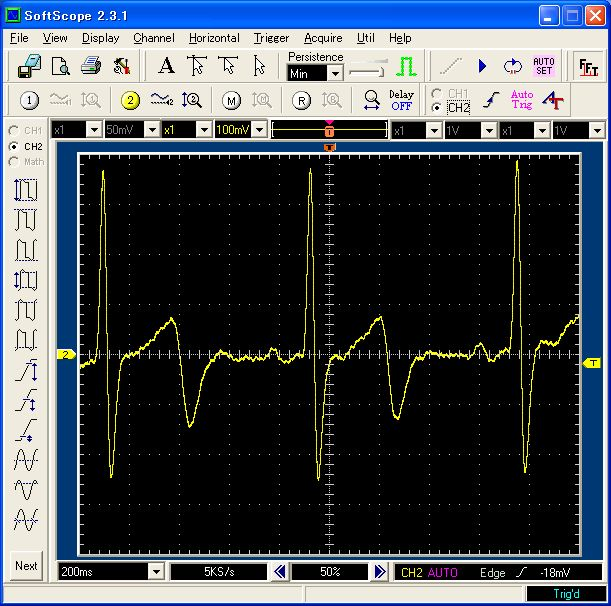 SoftScope 2.3.1
File View Display Channel Horizontal Trigger Acquire Util Help
A Persistence Min AUTO SET FFT
1 2 M R Delay OFF CH1 CH2 Auto Trig
CH1 x1 50mV x1 100mV T x1 1V x1 1V
CH2
Math
T
2 T
Next
200ms 5KS/s 50% CH2 AUTO Edge -18mV
Trig'd